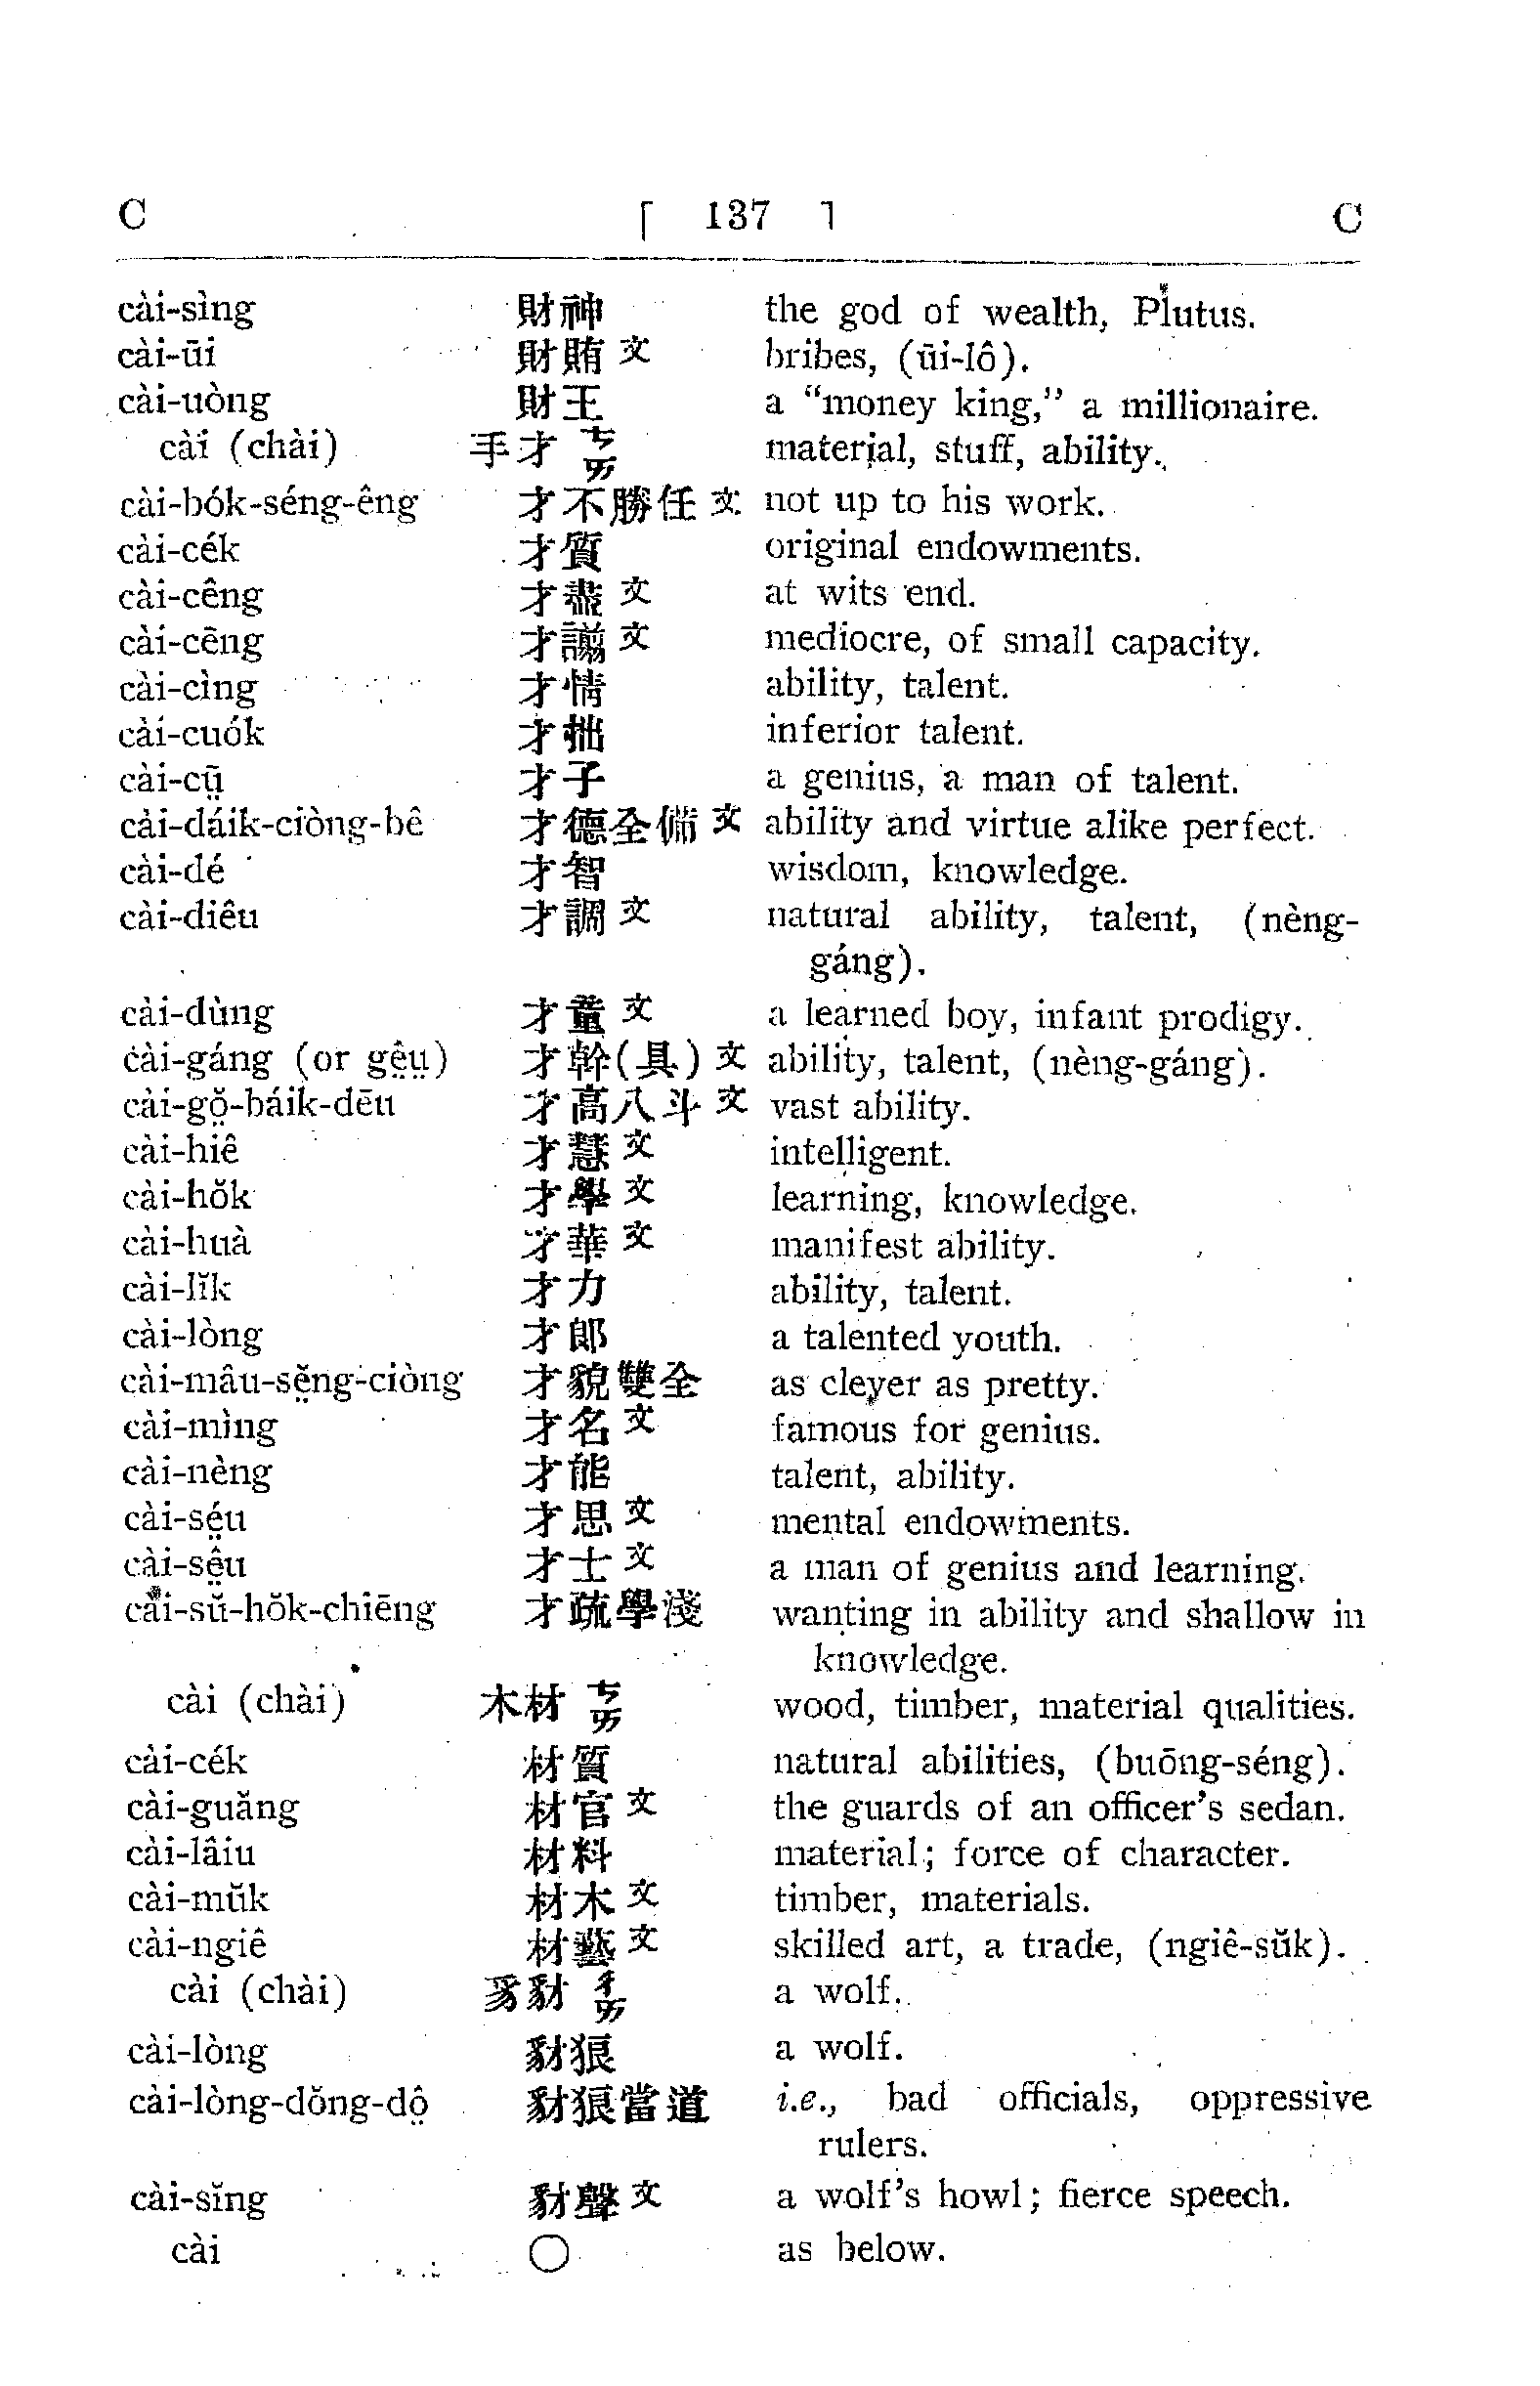 C [ 137 ] C
cài-sìng 財神 the god of wealth, Plutus.
cài-ūi 財賄文 bribes, (ūi-lô).
cài-uòng 財王 a “money king,” a millionaire.
cài (chài) 手才 ㄘㄞ material, stuff, ability.
cài-bók-séng-êng 才不勝任文 not up to his work.
cài-cék 才質 original endowments.
cài-cêng 才盡文 at wits end.
cài-cēng 才譾文 mediocre, of small capacity.
cài-cìng 才情 ability, talent.
cài-cuók 才拙 inferior talent.
cài-cṳ̄ 才子 a genius, a man of talent.
cài-dáik-ciòng-bê 才德全備文 ability and virtue alike perfect.
cài-dé 才智 wisdom, knowledge.
cài-diêu 才調文 natural ability, talent, (nèng-
gáng).
cài-dùng 才童文 a learned boy, infant prodigy.
cài-gáng (or gê̤ṳ) 才幹(具)文 ability, talent, (nèng-gáng).
cài-gŏ̤-báik-dēu 才高八斗文 vast ability.
cài-hiê 才慧文 intelligent.
cài-hŏk 才學文 learning, knowledge.
cài-huà 才華文 manifest ability.
cài-lĭk 才力 ability, talent.
cài-lòng 才郎 a talented youth.
cài-mâu-sĕ̤ng-ciòng 才貌雙全 as clever as pretty.
cài-mìng 才名文 famous for genius.
cài-nèng 才能 talent, ability.
cài-sé̤u 才思文 mental endowments.
cài-sê̤u 才士文 a man of genius and learning.
cài-sŭ-hŏk-chiēng 才疏學淺 wanting in ability and shallow in
knowledge.
cài (chài) 木材 ㄘㄞ wood, timber, material qualities.
cài-cék 材質 natural abilities, (buōng-séng).
cài-guăng 材官文 the guards of an officer’s sedan.
cài-lâiu 材料 material; force of character.
cài-mŭk 材木文 timber, materials.
cài-ngiê 材藝文 skilled art, a trade, (ngiê-sŭk).
cài (chài) 豸豺 ㄔㄞ a wolf.
cài-lòng 豺狼 a wolf.
cài-lòng-dŏng-dô̤ 豺狼當道 i.e., bad officials, oppressive
rulers.
cài-sĭng 豺聲文 a wolf’s howl; fierce speech.
cài ○ as below.